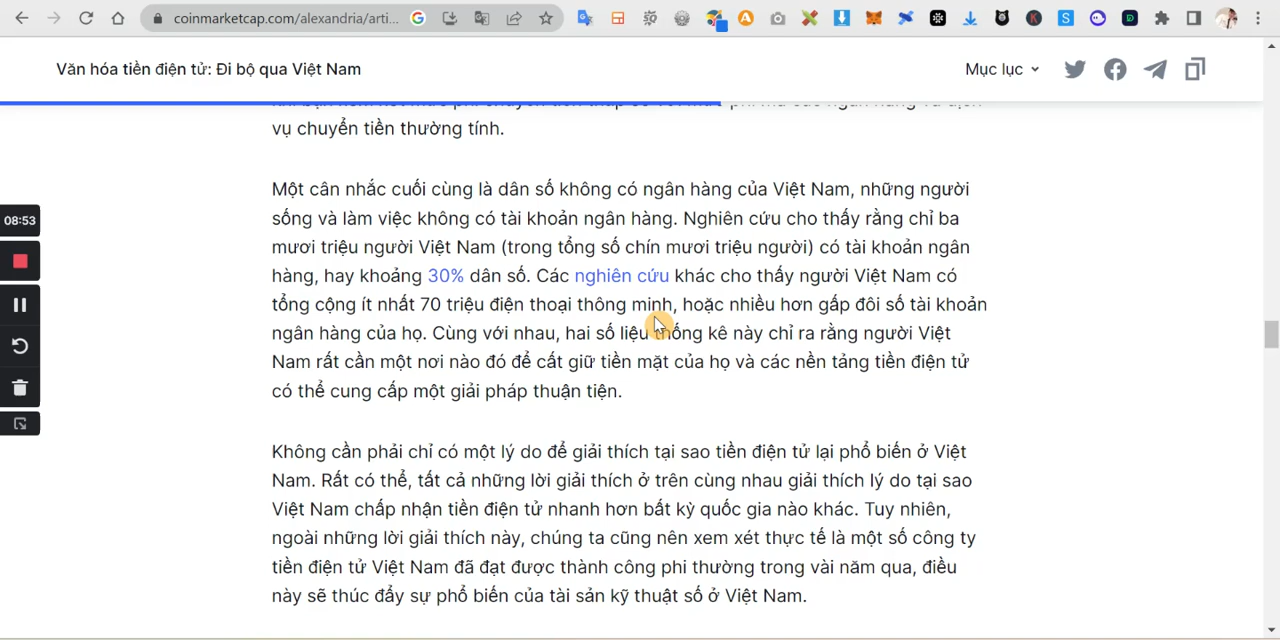 coinmarketcap.com/alexandria/arti...
Văn hóa tiền điện tử: Đi bộ qua Việt Nam
Mục lục
vụ chuyển tiền thường tính.
Một cân nhắc cuối cùng là dân số không có ngân hàng của Việt Nam, những người
sống và làm việc không có tài khoản ngân hàng. Nghiên cứu cho thấy rằng chỉ ba
mươi triệu người Việt Nam (trong tổng số chín mươi triệu người) có tài khoản ngân
hàng, hay khoảng 30% dân số. Các nghiên cứu khác cho thấy người Việt Nam có
tổng cộng ít nhất 70 triệu điện thoại thông minh, hoặc nhiều hơn gấp đôi số tài khoản
ngân hàng của họ. Cùng với nhau, hai số liệu thống kê này chỉ ra rằng người Việt
Nam rất cần một nơi nào đó để cất giữ tiền mặt của họ và các nền tảng tiền điện tử
có thể cung cấp một giải pháp thuận tiện.
Không cần phải chỉ có một lý do để giải thích tại sao tiền điện tử lại phổ biến ở Việt
Nam. Rất có thể, tất cả những lời giải thích ở trên cùng nhau giải thích lý do tại sao
Việt Nam chấp nhận tiền điện tử nhanh hơn bất kỳ quốc gia nào khác. Tuy nhiên,
ngoài những lời giải thích này, chúng ta cũng nên xem xét thực tế là một số công ty
tiền điện tử Việt Nam đã đạt được thành công phi thường trong vài năm qua, điều
này sẽ thúc đẩy sự phổ biến của tài sản kỹ thuật số ở Việt Nam.
08:53